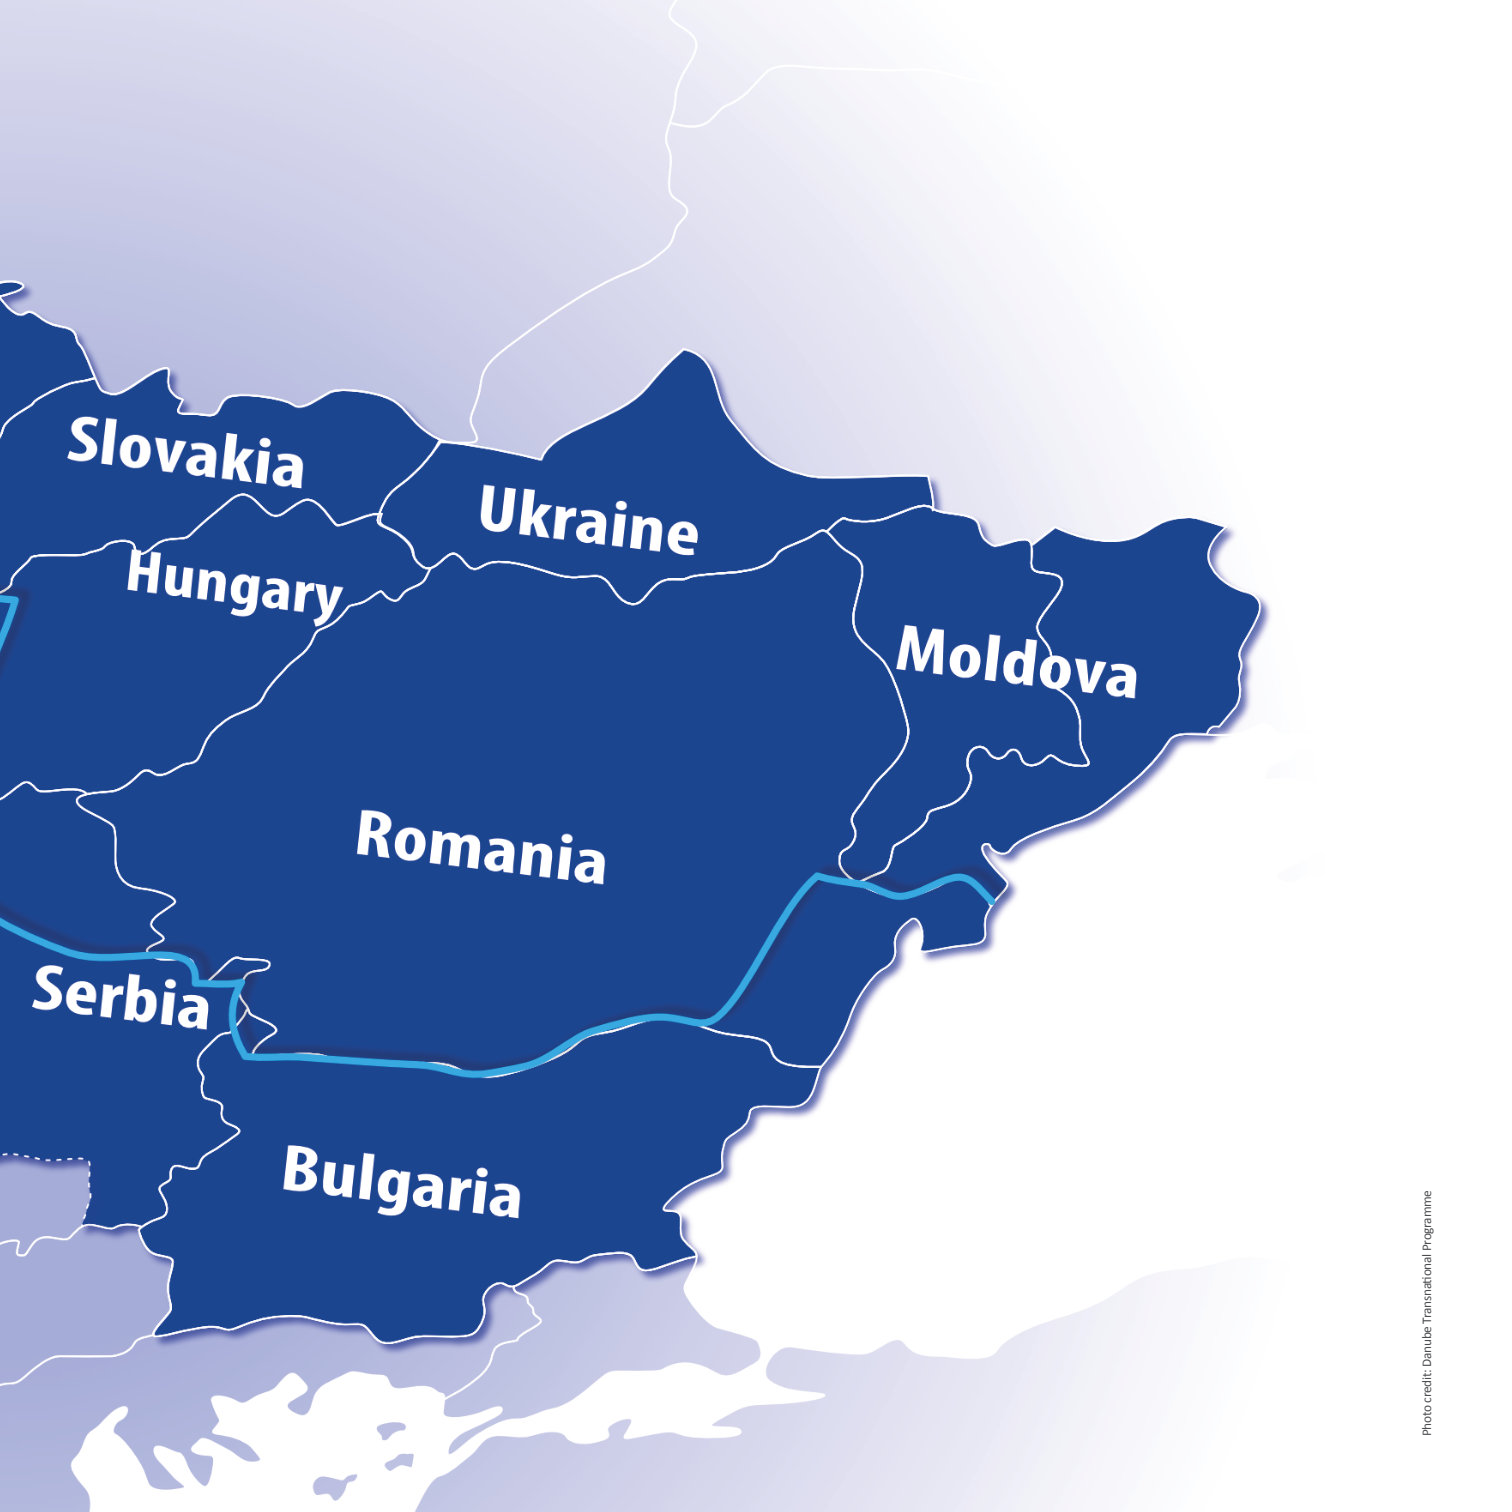 Slovakia
Ukraine
Hungary
Moldova
Romania
Serbia
Bulgaria
Photo credit: Danube Transnational Programme